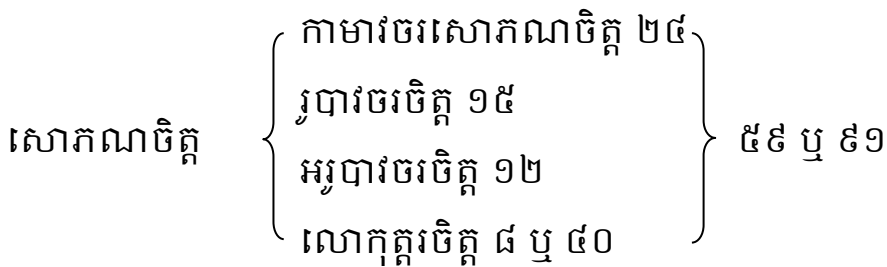 កាមាវចរសោភណចិត្ត ២៤
រូបាវចរចិត្ត ១៥
សោភណចិត្ត ៥៩ ឬ ៩១
អរូបាវចរចិត្ត ១២
លោកុត្តរចិត្ត ៨ ឬ ៤០